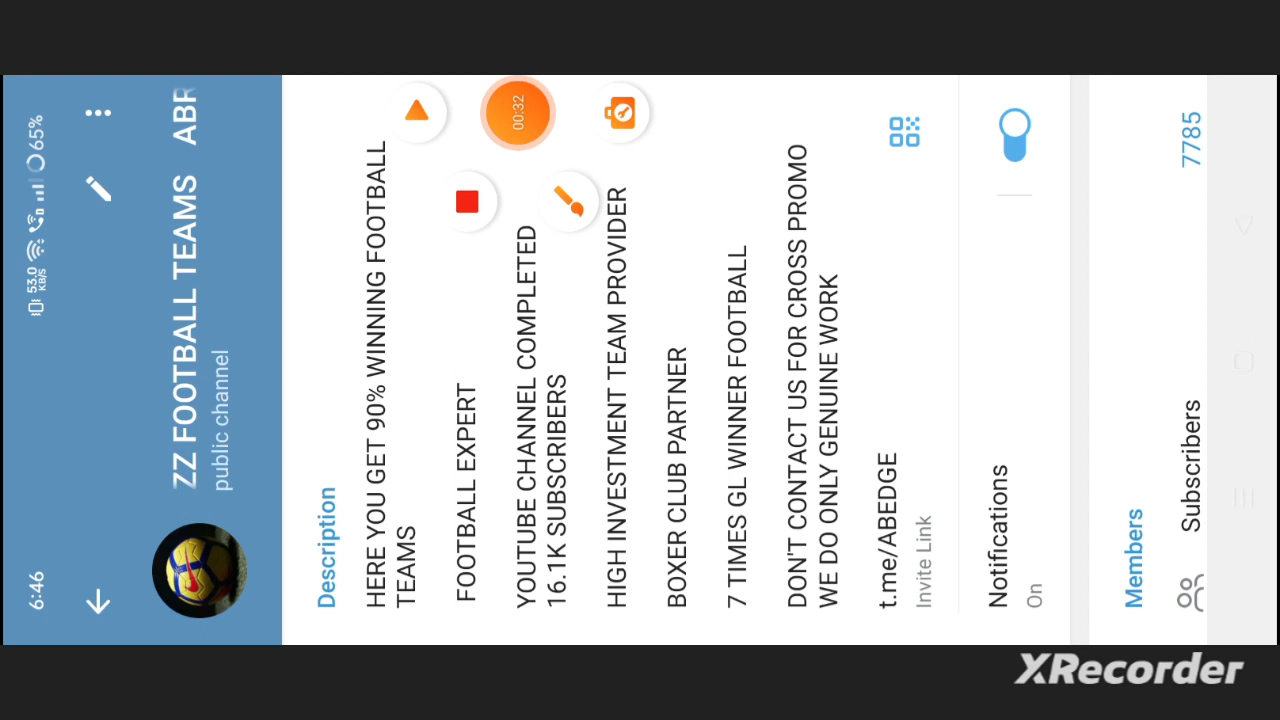 6:46
53.0 KB/S
65%
ZZ FOOTBALL TEAMS ABR
public channel
Description
HERE YOU GET 90% WINNING FOOTBALL
TEAMS
FOOTBALL EXPERT
YOUTUBE CHANNEL COMPLETED
16.1K SUBSCRIBERS
HIGH INVESTMENT TEAM PROVIDER
BOXER CLUB PARTNER
7 TIMES GL WINNER FOOTBALL
DON'T CONTACT US FOR CROSS PROMO
WE DO ONLY GENUINE WORK
t.me/ABEDGE
Invite Link
Notifications
On
Members
Subscribers 7785
00:32
XRecorder